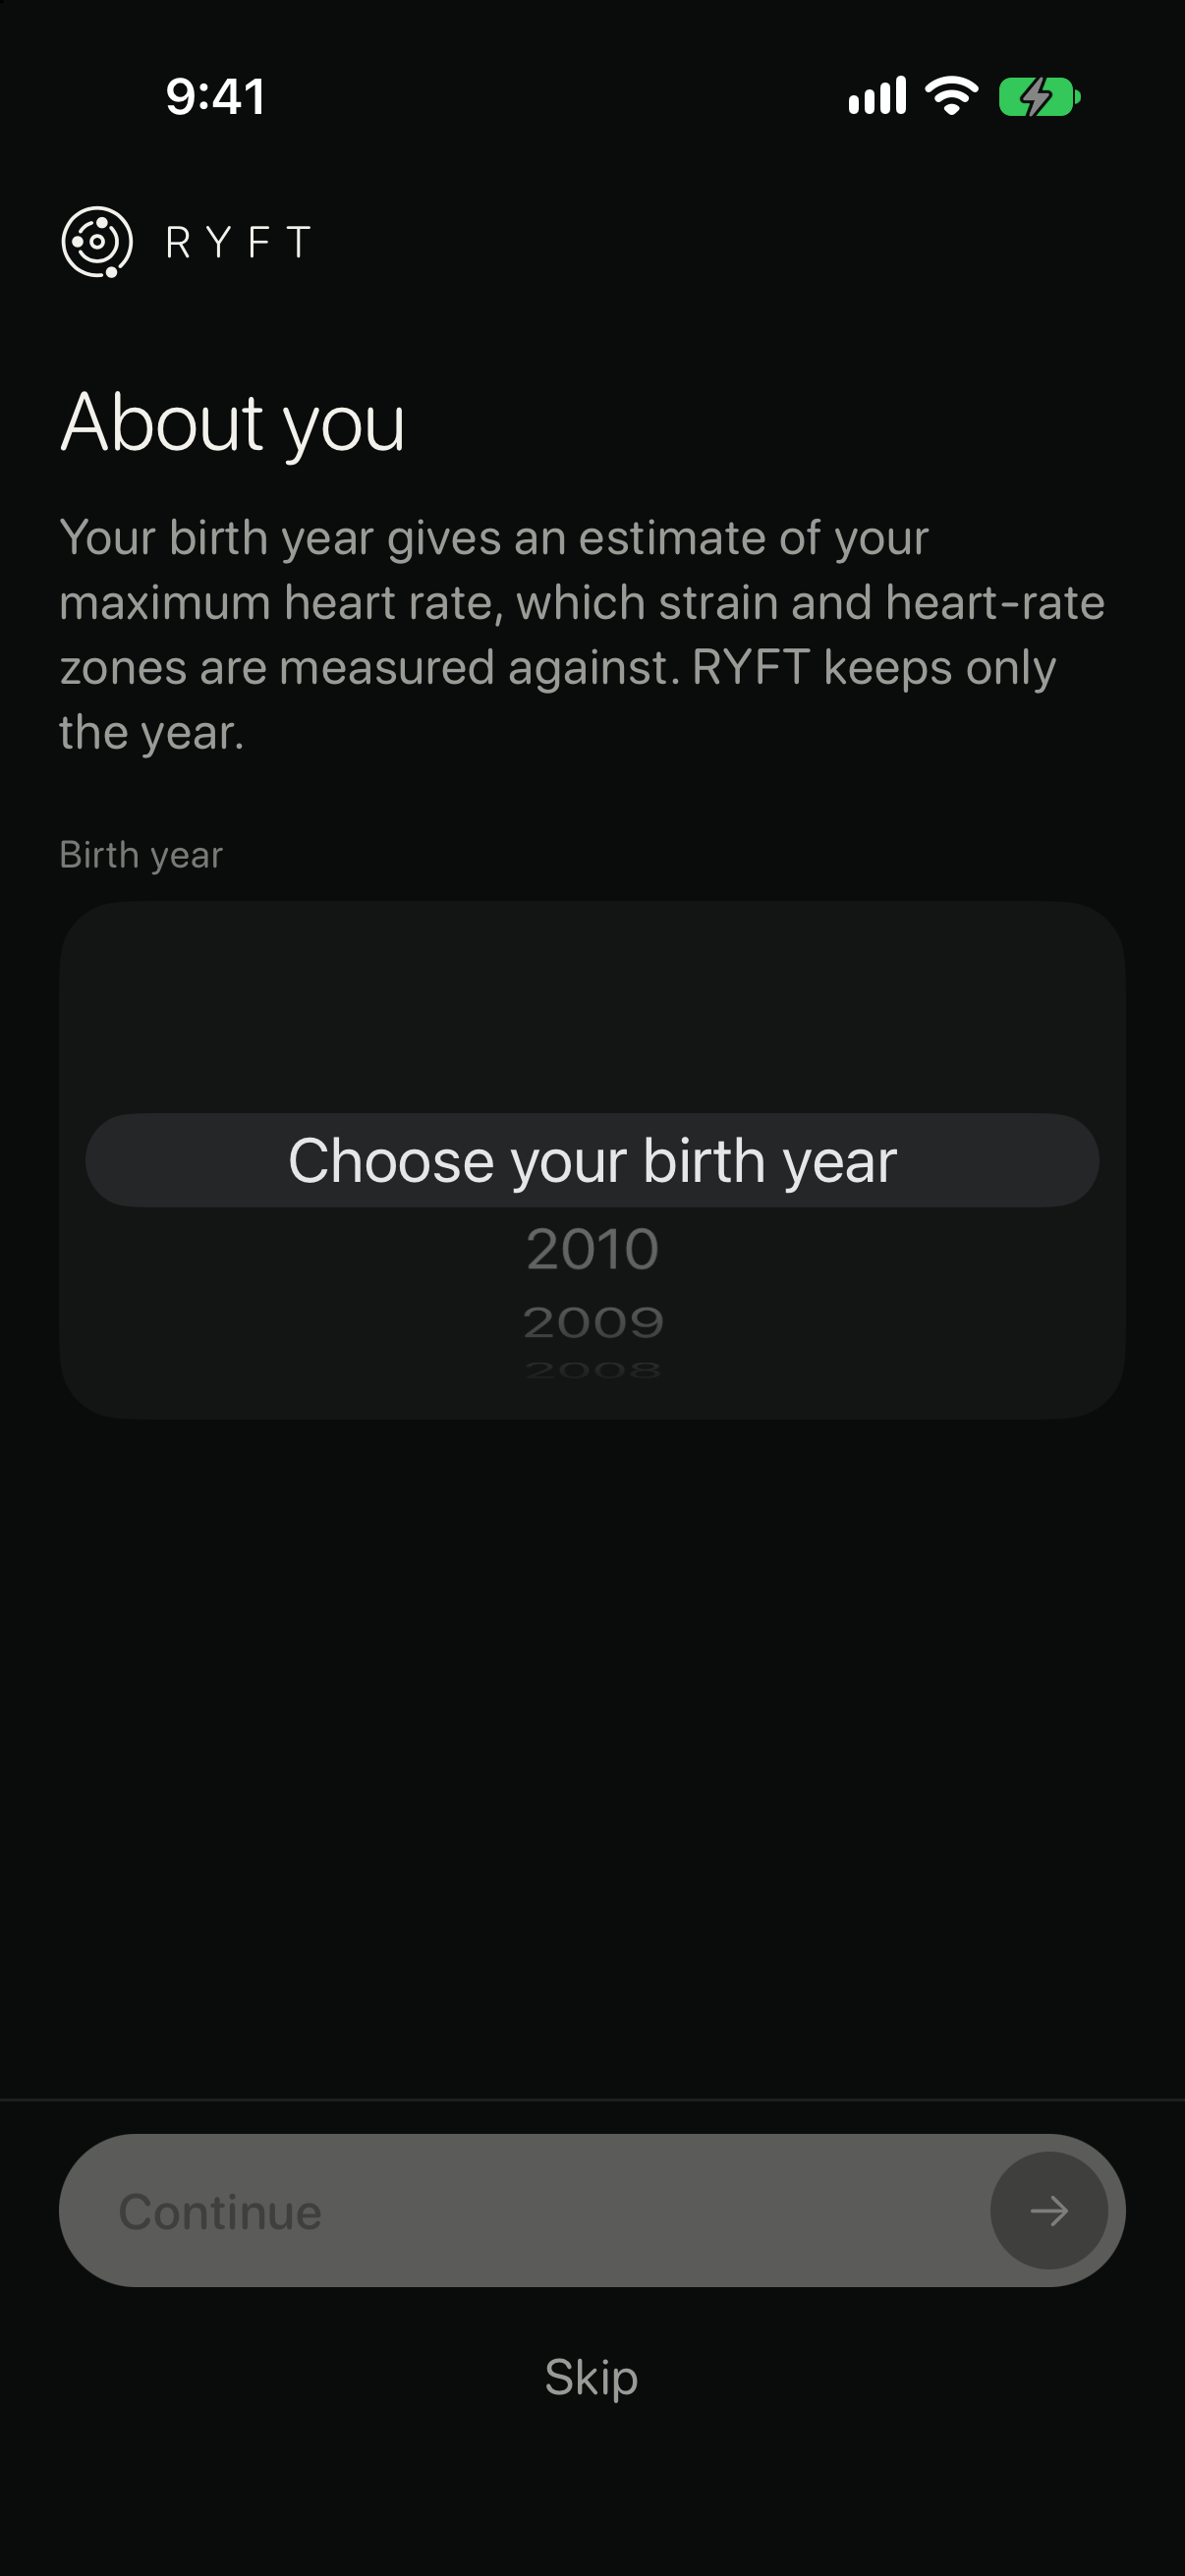 9:41
RYFT
About you
Your birth year gives an estimate of your
maximum heart rate, which strain and heart-rate
zones are measured against. RYFT keeps only
the year.
Birth year
Choose your birth year
2010
2009
2008
Continue
Skip